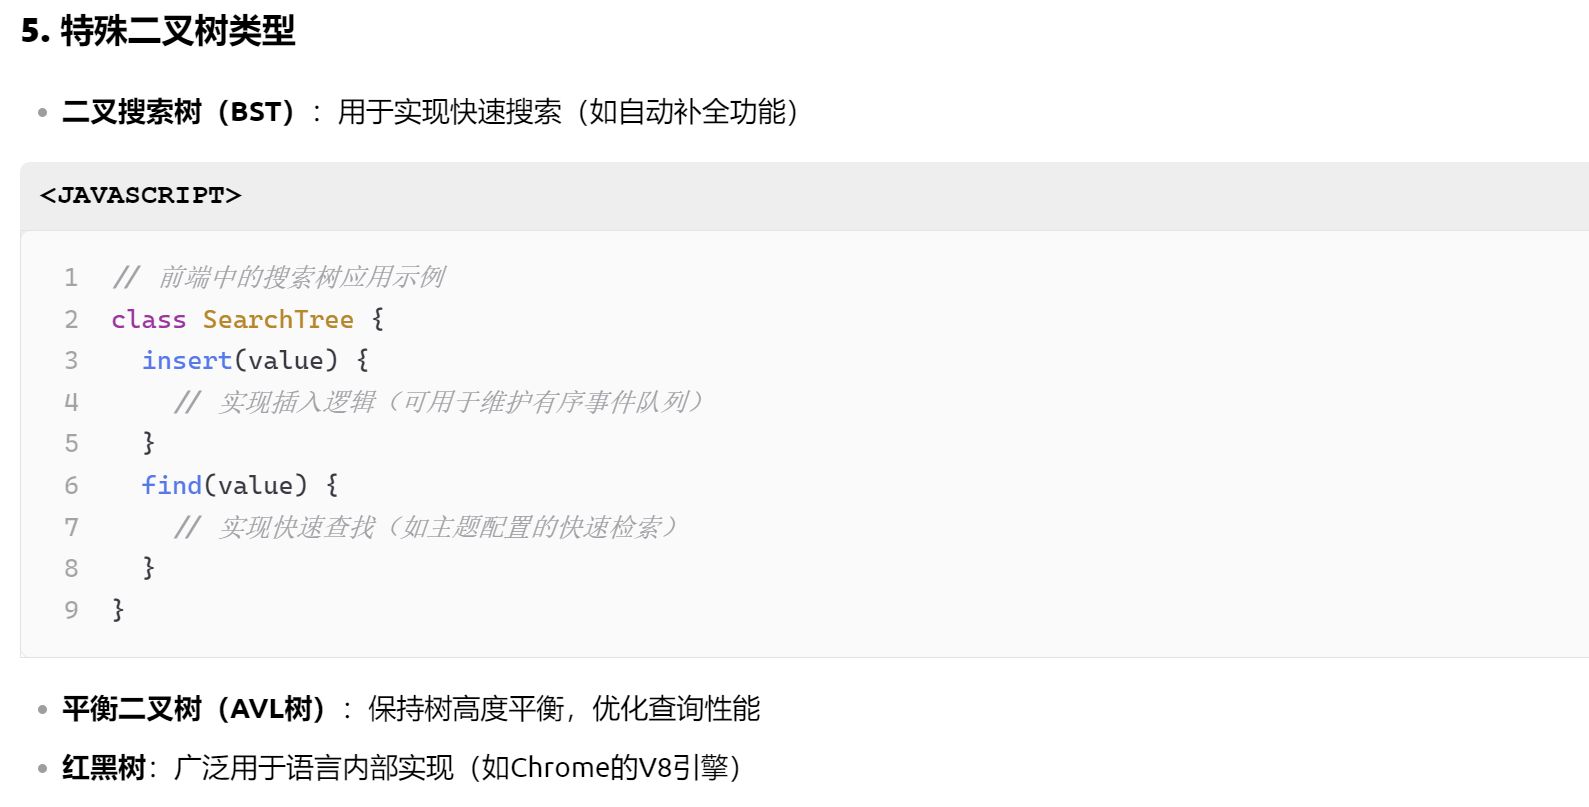 5. 特殊二叉树类型
二叉搜索树（BST）：用于实现快速搜索（如自动补全功能）
<JAVASCRIPT>
1 // 前端中的搜索树应用示例
2 class SearchTree {
3 insert(value) {
4 // 实现插入逻辑（可用于维护有序事件队列）
5 }
6 find(value) {
7 // 实现快速查找（如主题配置的快速检索）
8 }
9 }
平衡二叉树（AVL树）：保持树高度平衡，优化查询性能
红黑树：广泛用于语言内部实现（如Chrome的V8引擎）